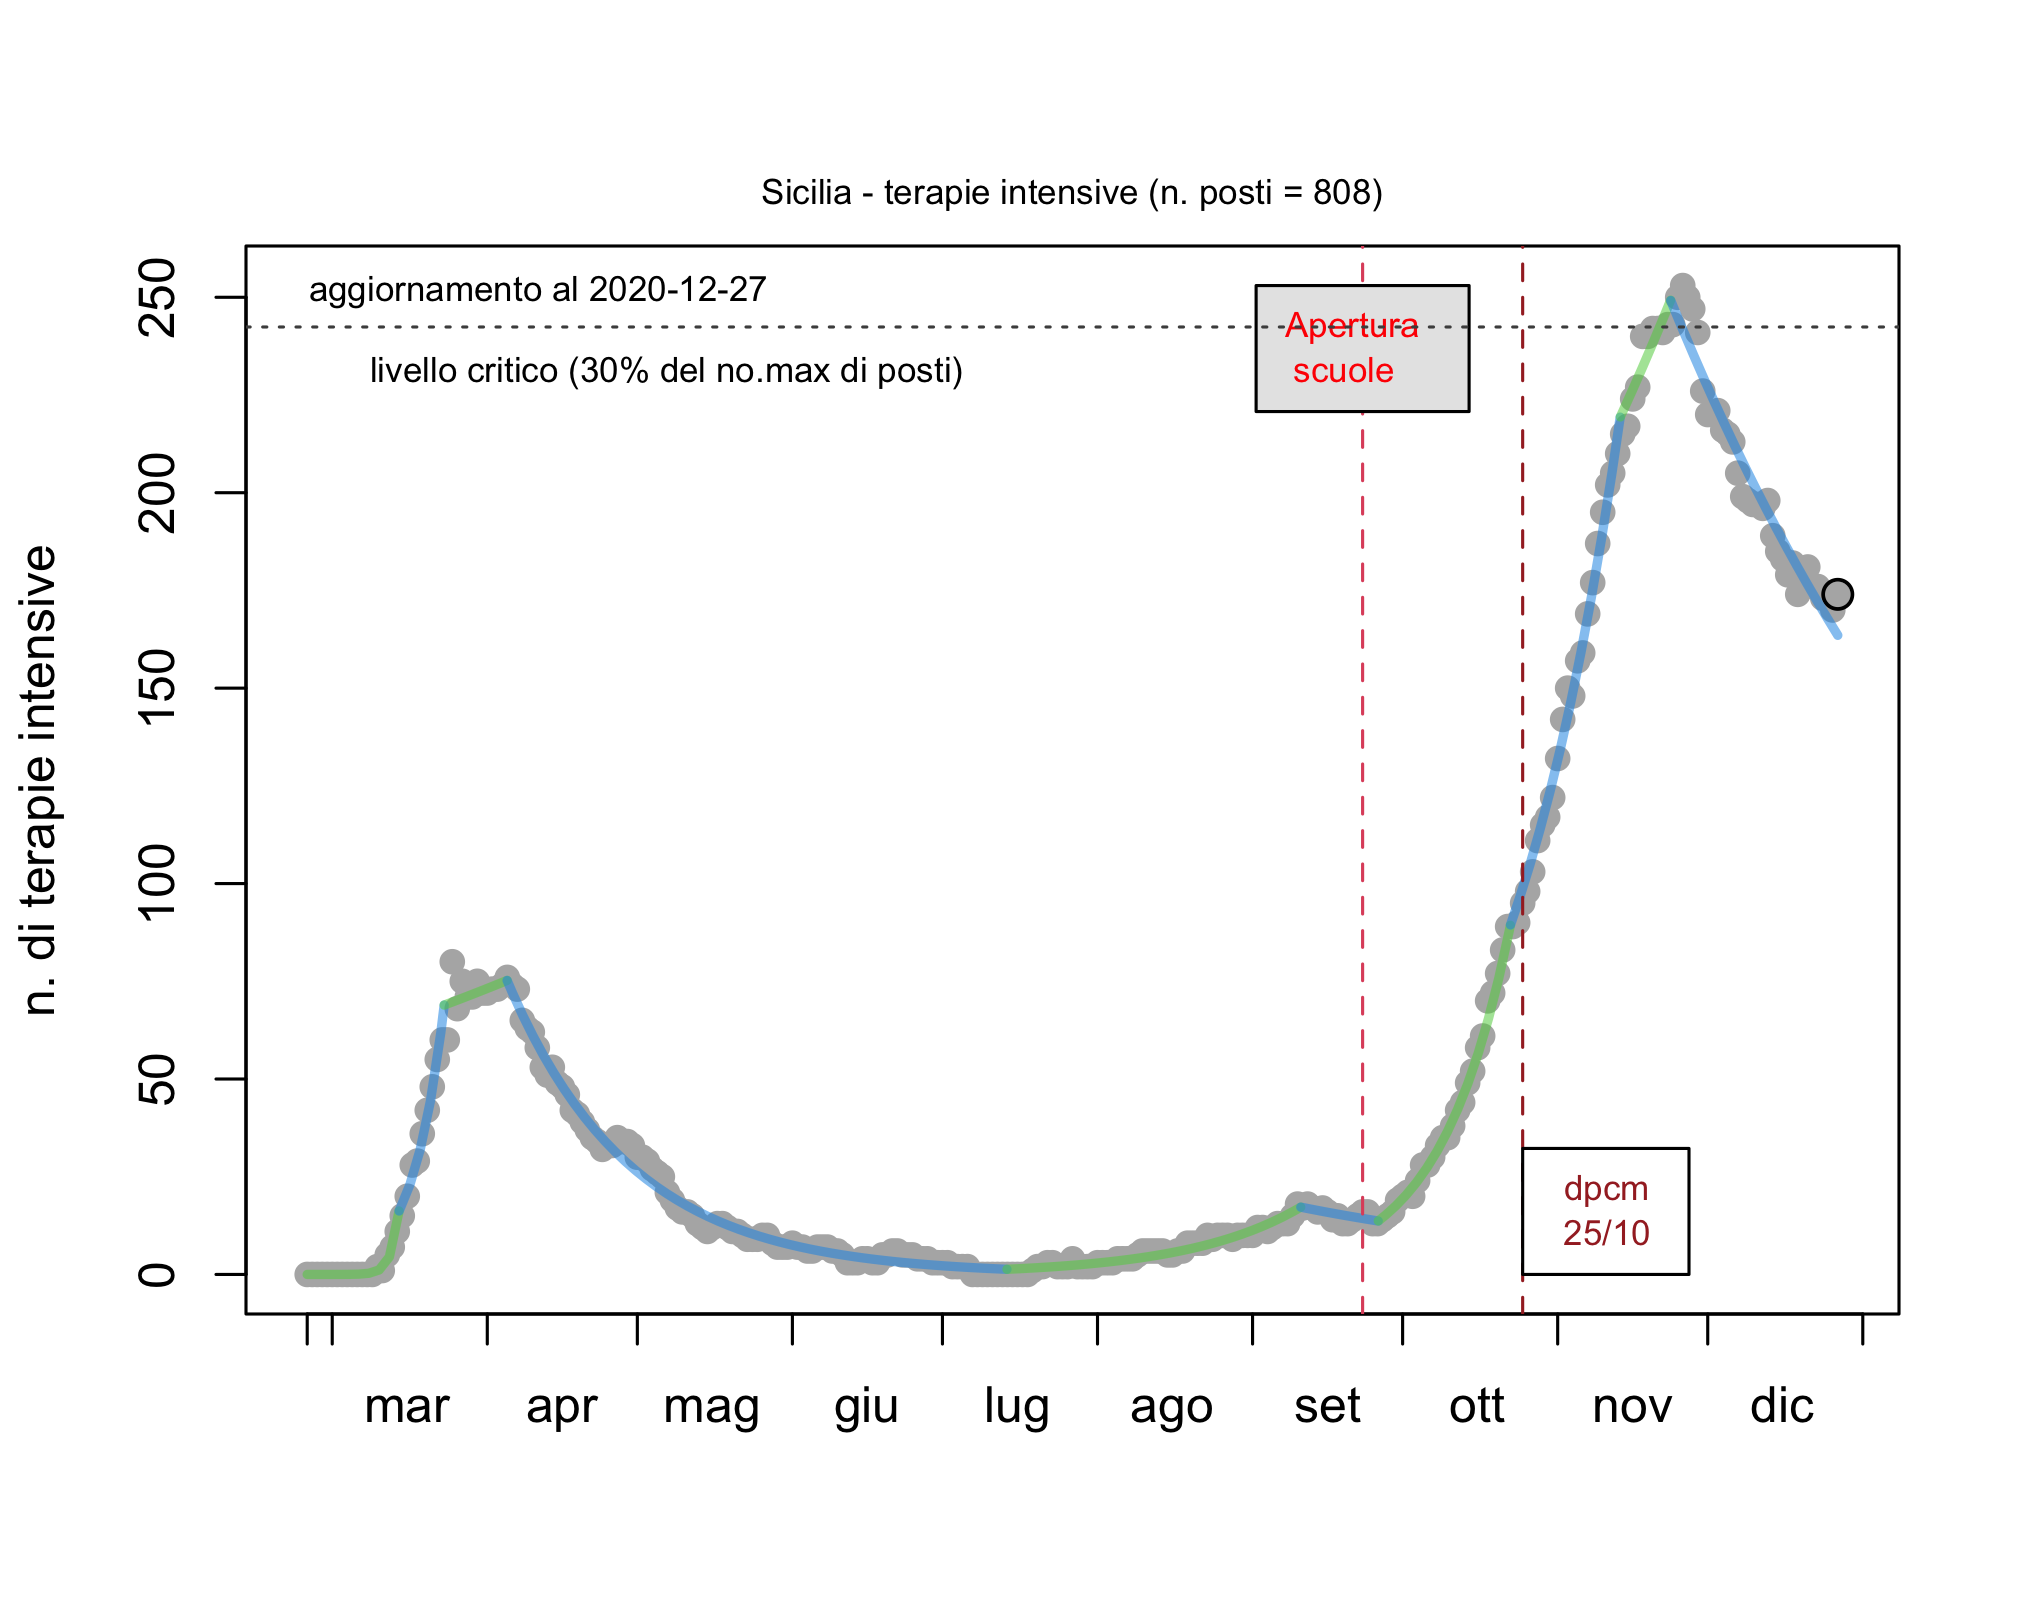 Sicilia - terapie intensive (n. posti = 808)
aggiornamento al 2020-12-27
livello critico (30% del no.max di posti)
Apertura
scuole
dpcm
25/10
n. di terapie intensive
250
200
150
100
50
0
mar apr mag giu lug ago set ott nov dic